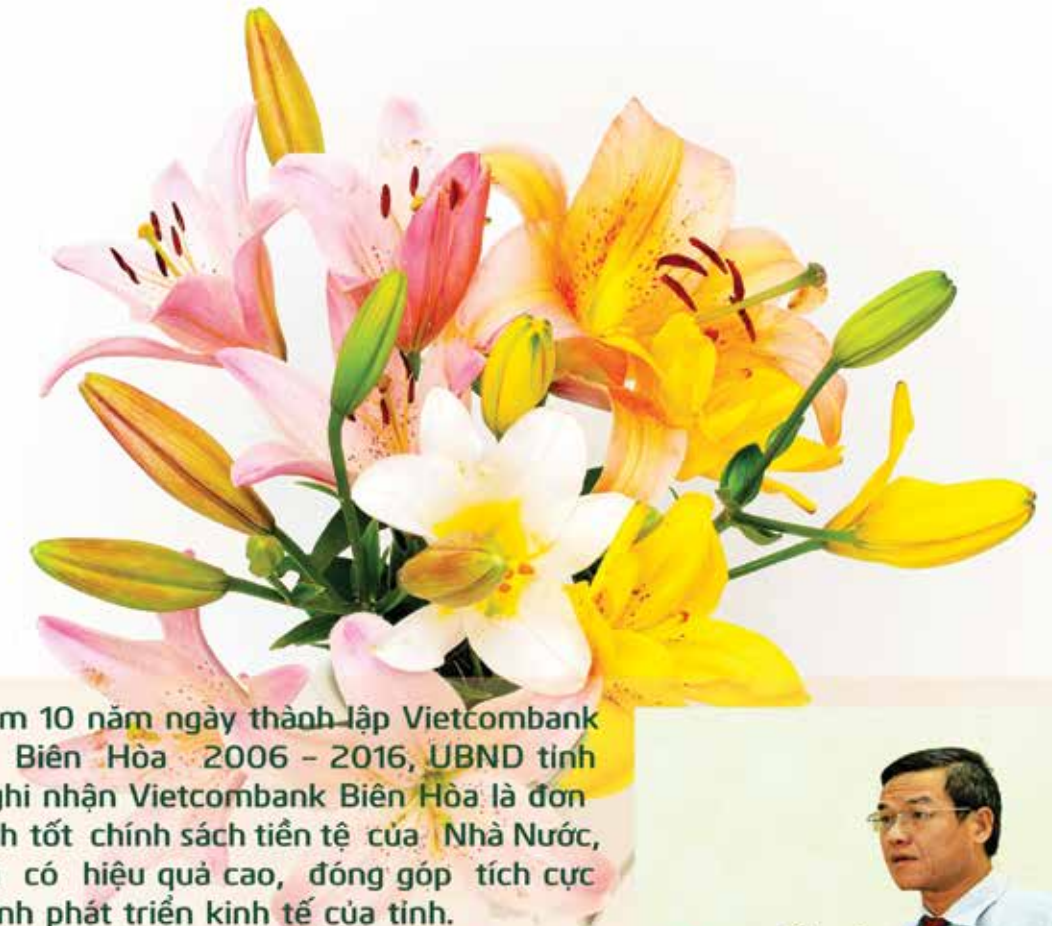 m 10 năm ngày thành lập Vietcombank
Biên Hòa 2006 – 2016, UBND tỉnh
ghi nhận Vietcombank Biên Hòa là đơn
h tốt chính sách tiền tệ của Nhà Nước,
có hiệu quả cao, đóng góp tích cực
nh phát triển kinh tế của tỉnh.